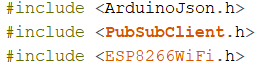 #include <ArduinoJson.h>
#include <PubSubClient.h>
#include <ESP8266WiFi.h>